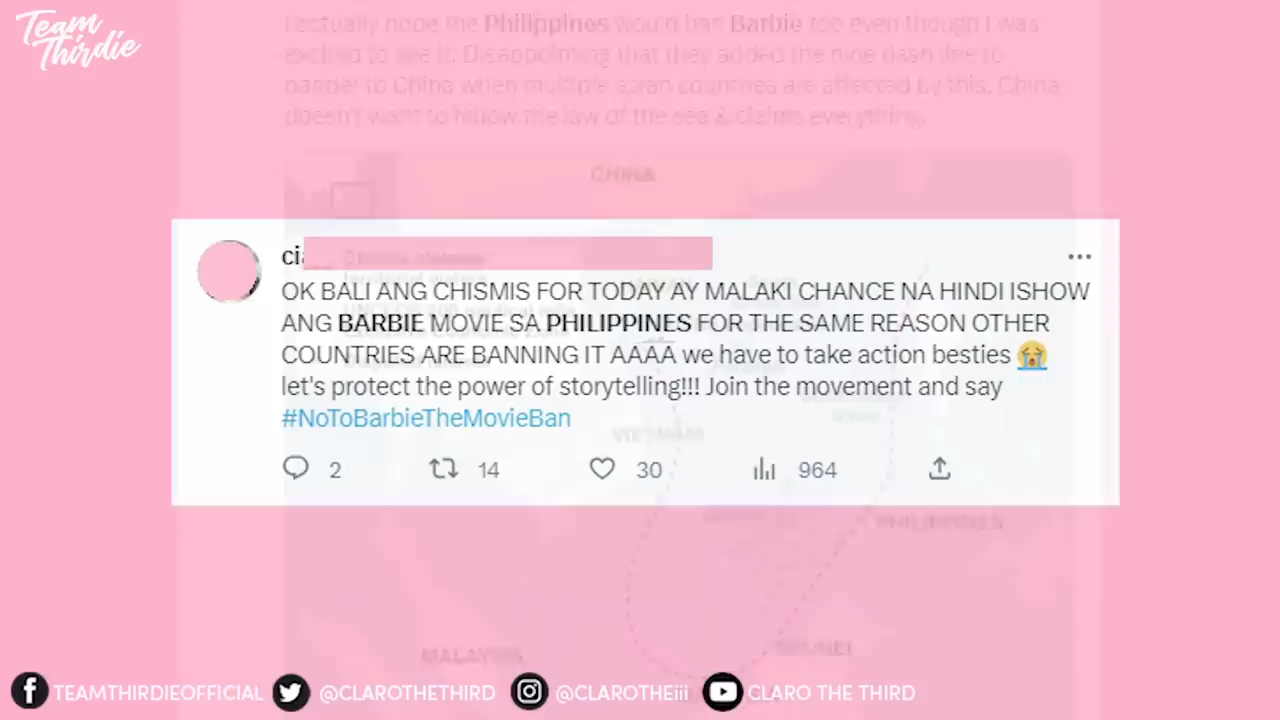 Team
Thirdie
I actually hope the Philippines would ban Barbie too even though I was
excited to see it. Disappointing that they added the nine dash line to
pander to China when multiple asian countries are affected by this. China
doesn't want to follow the law of the sea & claims everything.
CHINA
ci
OK BALI ANG CHISMIS FOR TODAY AY MALAKI CHANCE NA HINDI ISHOW
ANG BARBIE MOVIE SA PHILIPPINES FOR THE SAME REASON OTHER
COUNTRIES ARE BANNING IT AAAA we have to take action besties 😭
let's protect the power of storytelling!!! Join the movement and say
#NoToBarbieTheMovieBan
VIETNAM
2 14 30 964
PHILIPPINES
BRUNEI
MALAYSIA
TEAMTHIRDIEOFFICIAL @CLAROTHETHIRD @CLAROTHEiii CLARO THE THIRD